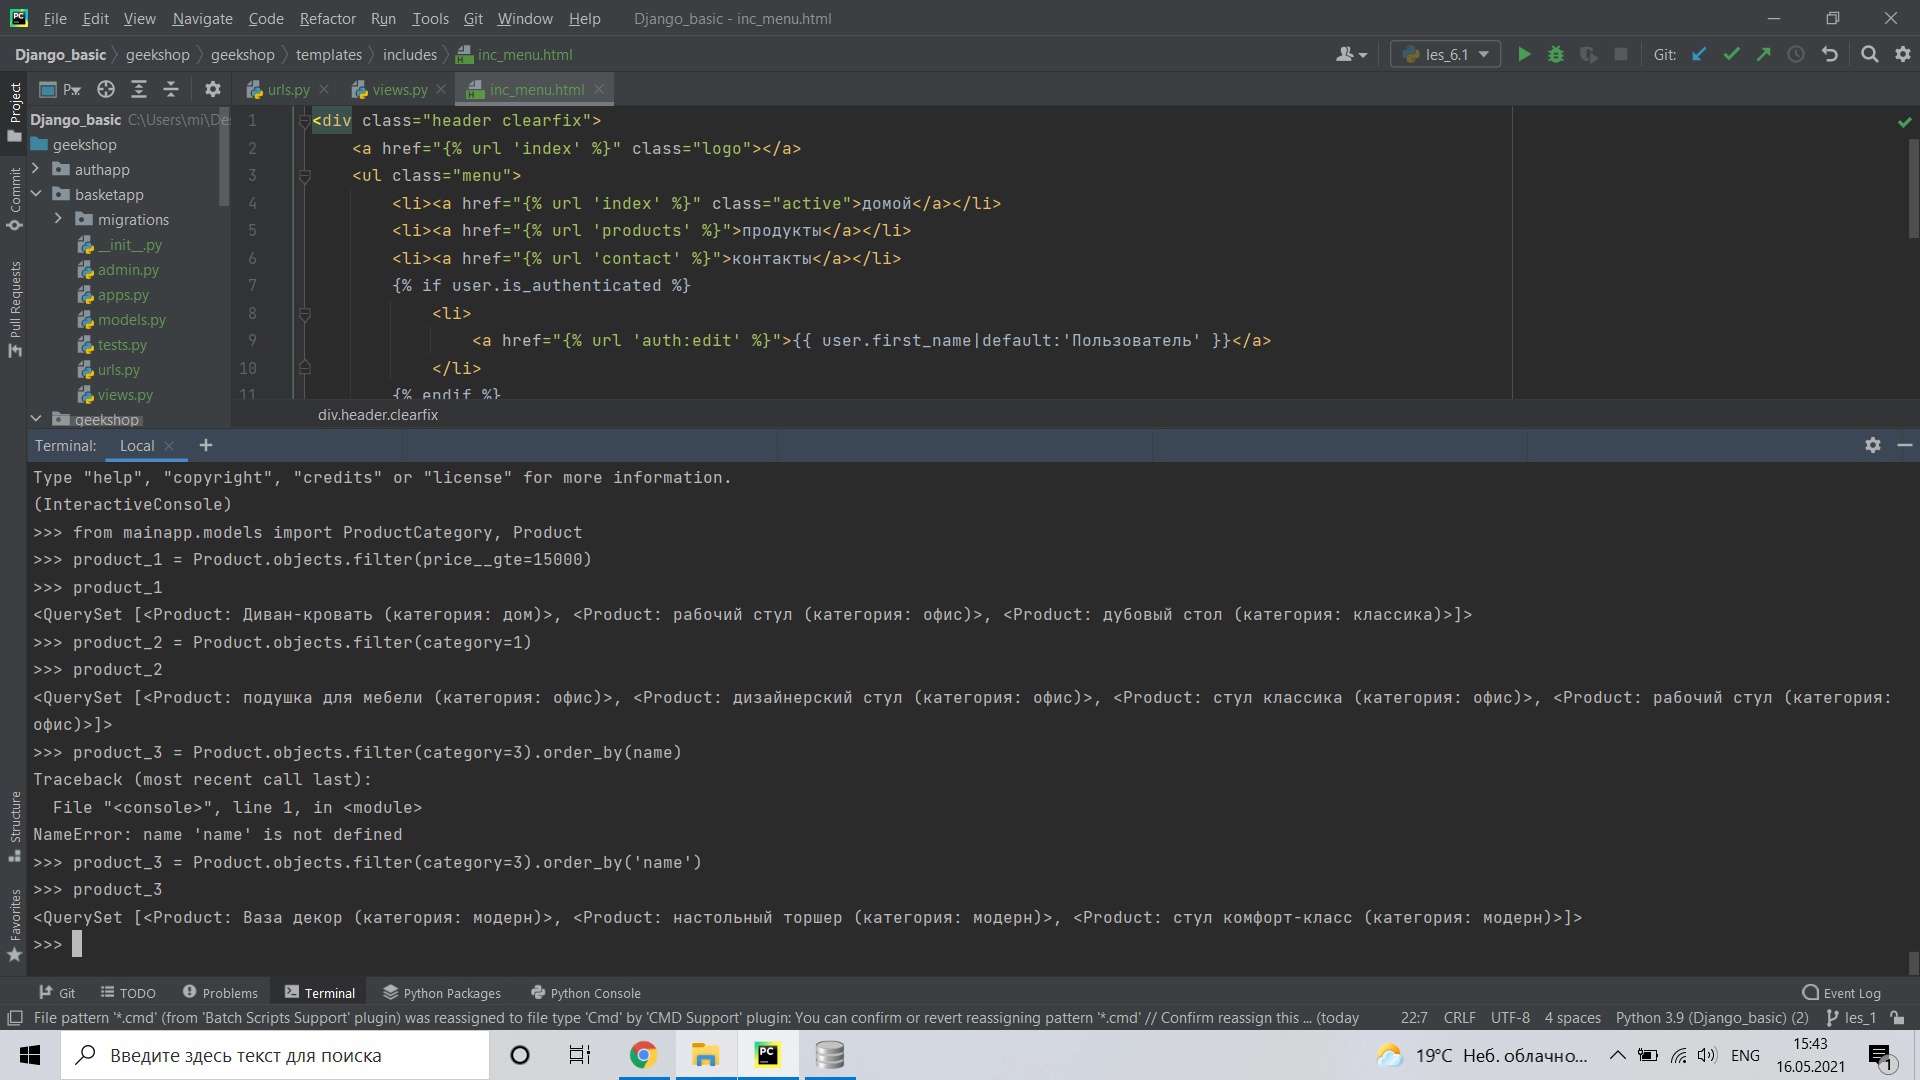 File Edit View Navigate Code Refactor Run Tools Git Window Help Django_basic - inc_menu.html
Django_basic geekshop geekshop templates includes inc_menu.html les_6.1 Git:
Project
Commit
Pull Requests
Structure
Favorites
P..
urls.py views.py inc_menu.html
Django_basic C:\Users\mi\De
geekshop
authapp
basketapp
migrations
__init__.py
admin.py
apps.py
models.py
tests.py
urls.py
views.py
geekshop
1 <div class="header clearfix">
2 <a href="{% url 'index' %}" class="logo"></a>
3 <ul class="menu">
4 <li><a href="{% url 'index' %}" class="active">домой</a></li>
5 <li><a href="{% url 'products' %}">продукты</a></li>
6 <li><a href="{% url 'contact' %}">контакты</a></li>
7 {% if user.is_authenticated %}
8 <li>
9 <a href="{% url 'auth:edit' %}">{{ user.first_name|default:'Пользователь' }}</a>
10 </li>
11 {% endif %}
div.header.clearfix
Terminal: Local +
Type "help", "copyright", "credits" or "license" for more information.
(InteractiveConsole)
>>> from mainapp.models import ProductCategory, Product
>>> product_1 = Product.objects.filter(price__gte=15000)
>>> product_1
<QuerySet [<Product: Диван-кровать (категория: дом)>, <Product: рабочий стул (категория: офис)>, <Product: дубовый стол (категория: классика)>]>
>>> product_2 = Product.objects.filter(category=1)
>>> product_2
<QuerySet [<Product: подушка для мебели (категория: офис)>, <Product: дизайнерский стул (категория: офис)>, <Product: стул классика (категория: офис)>, <Product: рабочий стул (категория:
офис)>]>
>>> product_3 = Product.objects.filter(category=3).order_by(name)
Traceback (most recent call last):
File "<console>", line 1, in <module>
NameError: name 'name' is not defined
>>> product_3 = Product.objects.filter(category=3).order_by('name')
>>> product_3
<QuerySet [<Product: Ваза декор (категория: модерн)>, <Product: настольный торшер (категория: модерн)>, <Product: стул комфорт-класс (категория: модерн)>]>
>>>
Git TODO Problems Terminal Python Packages Python Console Event Log
File pattern '*.cmd' (from 'Batch Scripts Support' plugin) was reassigned to file type 'Cmd' by 'CMD Support' plugin: You can confirm or revert reassigning pattern '*.cmd' // Confirm reassign this ... (today 22:7 CRLF UTF-8 4 spaces Python 3.9 (Django_basic) (2) les_1
Введите здесь текст для поиска PC 19°C Неб. облачно... ENG 15:43
16.05.2021 1